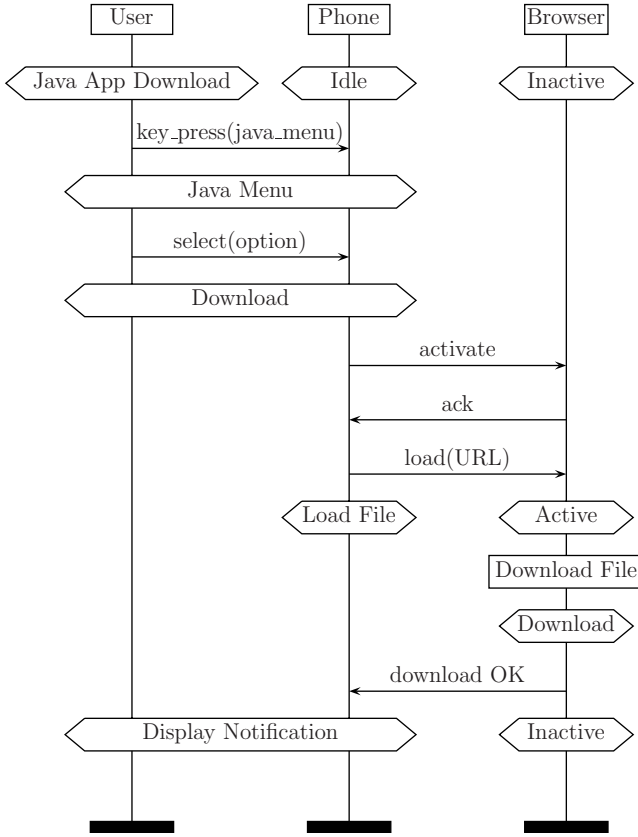 User
Phone
Browser
Java App Download
Idle
Inactive
key_press(java_menu)
Java Menu
select(option)
Download
activate
ack
load(URL)
Load File
Active
Download File
Download
download OK
Display Notification
Inactive